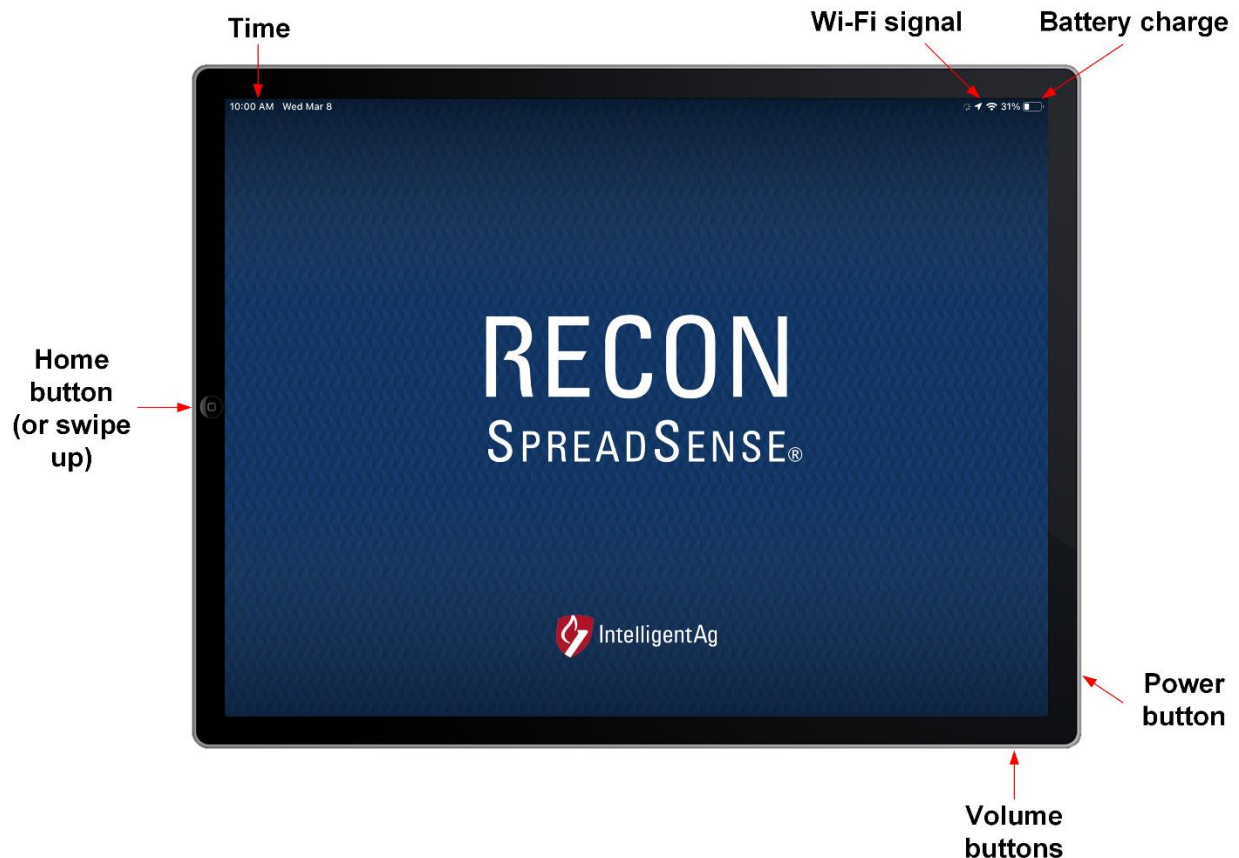 Time
Wi-Fi signal
Battery charge
10:00 AM Wed Mar 8
31%
RECON
SPREADSENSE®
Home
button
(or swipe
up)
IntelligentAg
Power
button
Volume
buttons